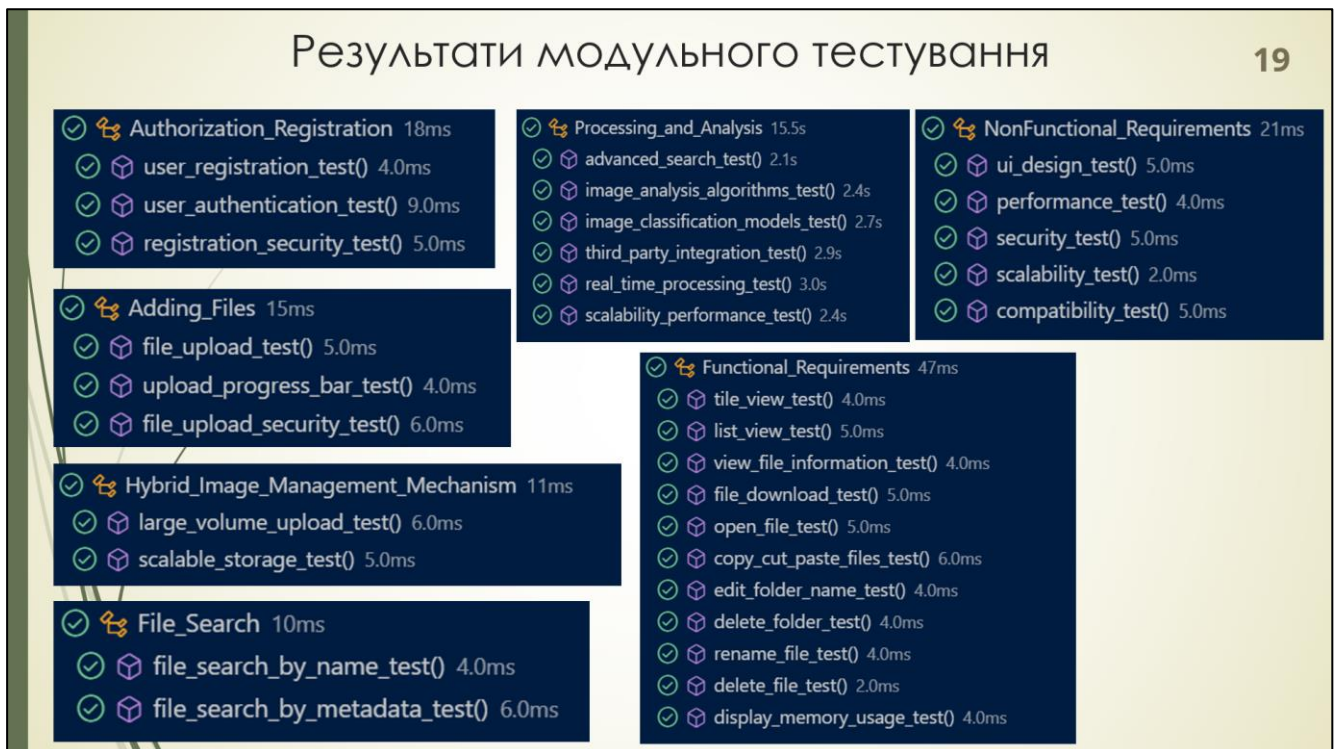 Результати модульного тестування
19
Authorization_Registration 18ms
user_registration_test() 4.0ms
user_authentication_test() 9.0ms
registration_security_test() 5.0ms
Adding_Files 15ms
file_upload_test() 5.0ms
upload_progress_bar_test() 4.0ms
file_upload_security_test() 6.0ms
Hybrid_Image_Management_Mechanism 11ms
large_volume_upload_test() 6.0ms
scalable_storage_test() 5.0ms
File_Search 10ms
file_search_by_name_test() 4.0ms
file_search_by_metadata_test() 6.0ms
Processing_and_Analysis 15.5s
advanced_search_test() 2.1s
image_analysis_algorithms_test() 2.4s
image_classification_models_test() 2.7s
third_party_integration_test() 2.9s
real_time_processing_test() 3.0s
scalability_performance_test() 2.4s
NonFunctional_Requirements 21ms
ui_design_test() 5.0ms
performance_test() 4.0ms
security_test() 5.0ms
scalability_test() 2.0ms
compatibility_test() 5.0ms
Functional_Requirements 47ms
tile_view_test() 4.0ms
list_view_test() 5.0ms
view_file_information_test() 4.0ms
file_download_test() 5.0ms
open_file_test() 5.0ms
copy_cut_paste_files_test() 6.0ms
edit_folder_name_test() 4.0ms
delete_folder_test() 4.0ms
rename_file_test() 4.0ms
delete_file_test() 2.0ms
display_memory_usage_test() 4.0ms